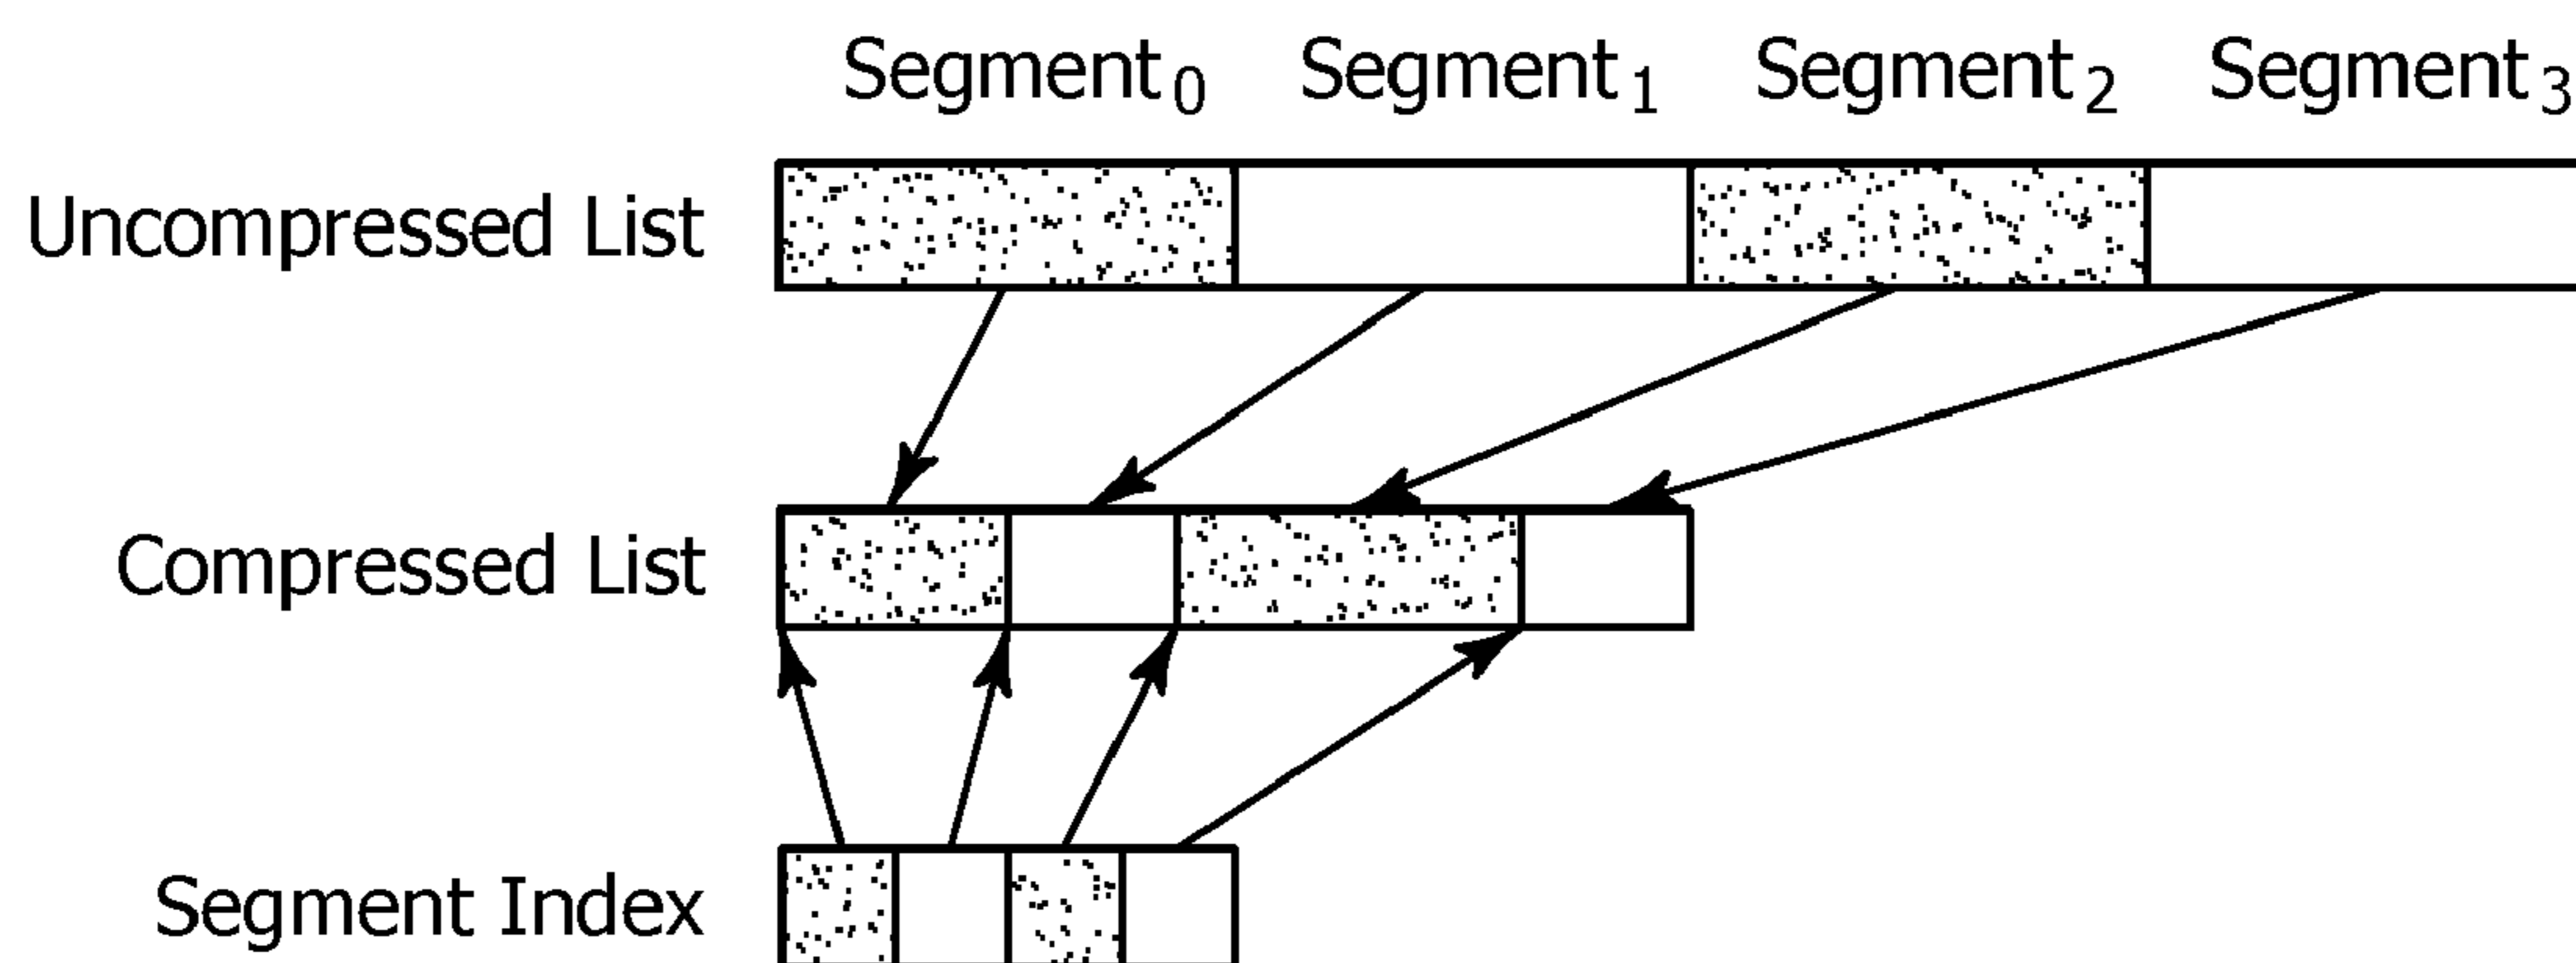 Segment₀ Segment₁ Segment₂ Segment₃
Uncompressed List
Compressed List
Segment Index